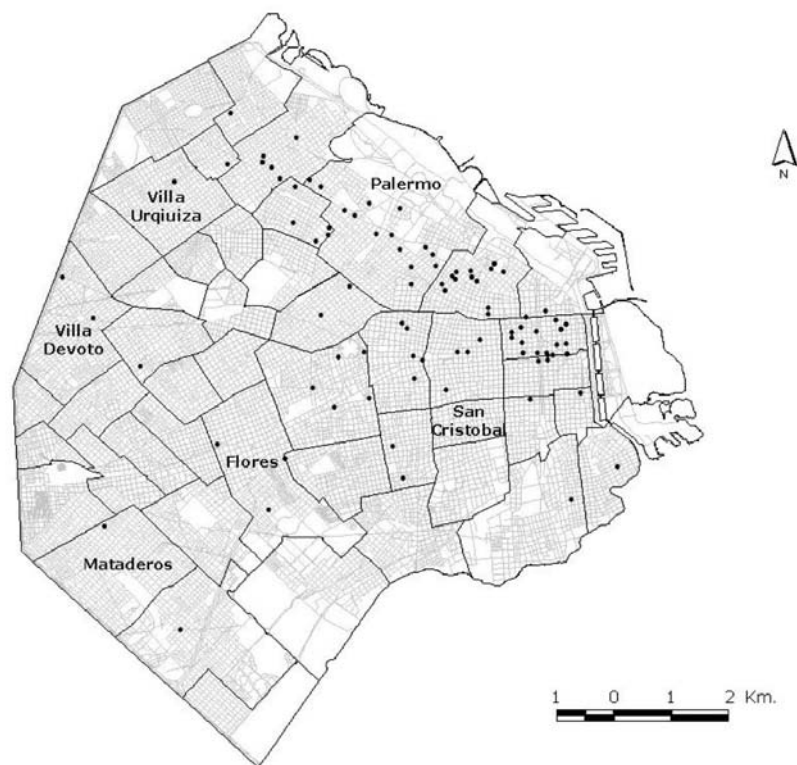 N
Palermo
Villa
Urqiuiza
Villa
Devoto
San
Cristobal
Flores
Mataderos
1 0 1 2 Km.